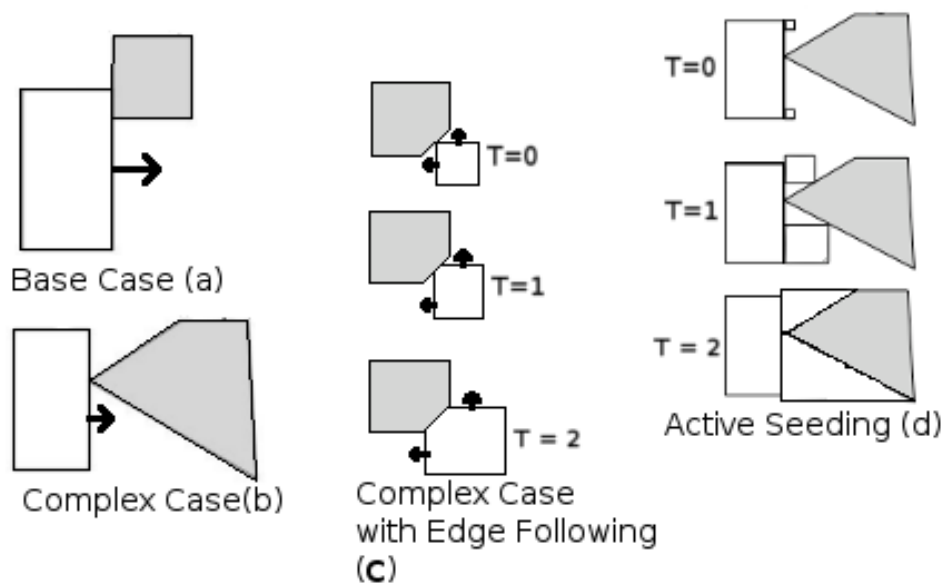 Base Case (a)
Complex Case(b)
T=0
T=1
T = 2
Complex Case
with Edge Following
(C)
T=0
T=1
T = 2
Active Seeding (d)